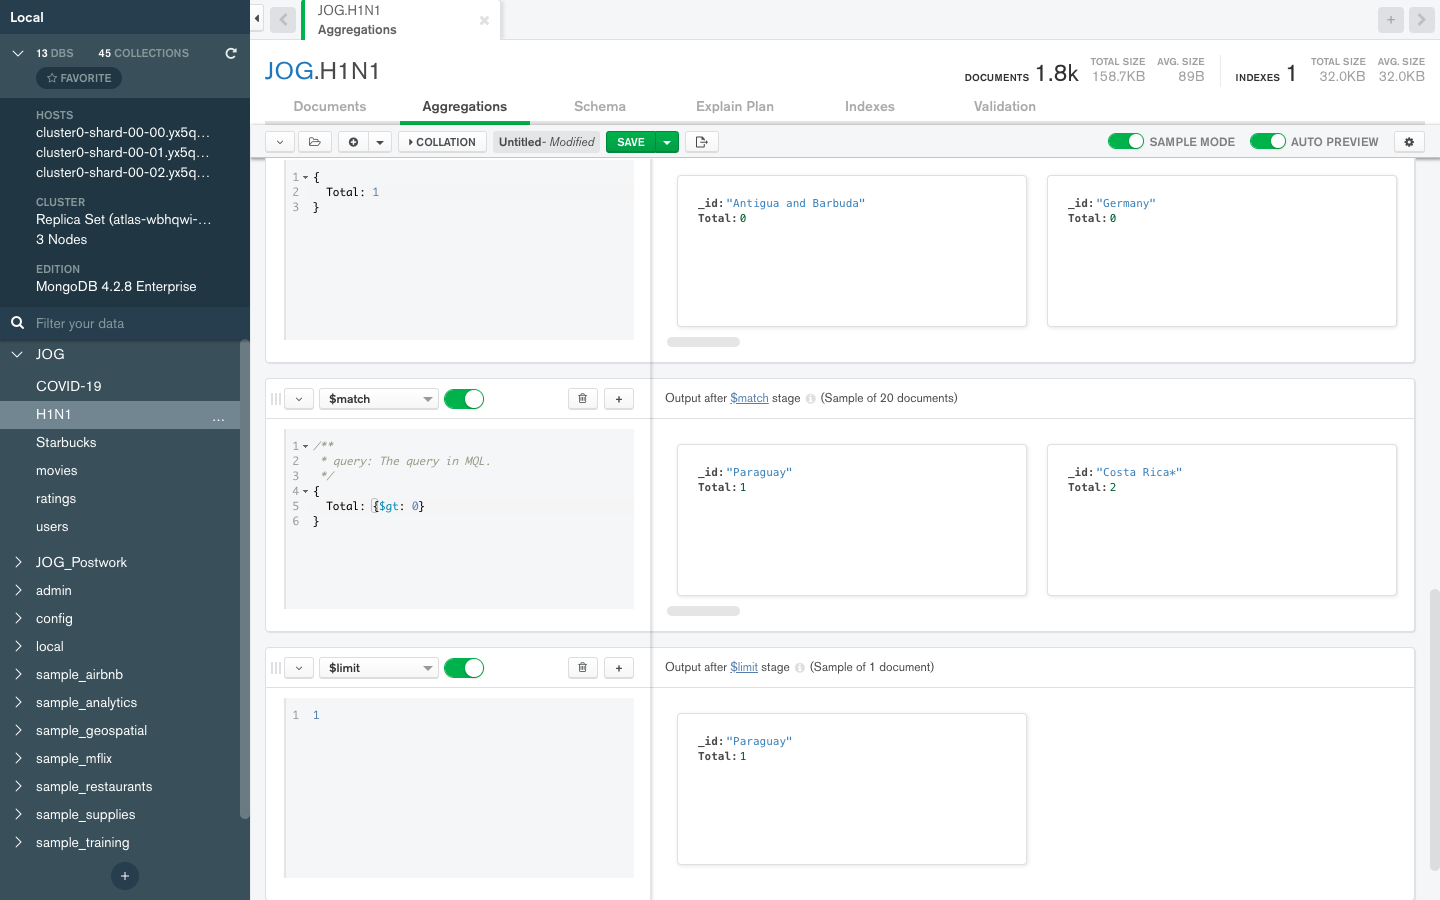 Local
13 DBS 45 COLLECTIONS
FAVORITE
HOSTS
cluster0-shard-00-00.yx5q...
cluster0-shard-00-01.yx5q...
cluster0-shard-00-02.yx5q...
CLUSTER
Replica Set (atlas-wbhqwi-...
3 Nodes
EDITION
MongoDB 4.2.8 Enterprise
Filter your data
JOG
COVID-19
H1N1 ...
Starbucks
movies
ratings
users
JOG_Postwork
admin
config
local
sample_airbnb
sample_analytics
sample_geospatial
sample_mflix
sample_restaurants
sample_supplies
sample_training
+
JOG.H1N1
Aggregations
JOG.H1N1
DOCUMENTS 1.8k TOTAL SIZE 158.7KB AVG. SIZE 89B INDEXES 1 TOTAL SIZE 32.0KB AVG. SIZE 32.0KB
Documents Aggregations Schema Explain Plan Indexes Validation
COLLATION Untitled- Modified SAVE SAMPLE MODE AUTO PREVIEW
1 {
2 Total: 1
3 }
_id:"Antigua and Barbuda"
Total:0
_id:"Germany"
Total:0
$match
Output after $match stage (Sample of 20 documents)
1 /**
2 * query: The query in MQL.
3 */
4 {
5 Total: {$gt: 0}
6 }
_id:"Paraguay"
Total:1
_id:"Costa Rica*"
Total:2
$limit
Output after $limit stage (Sample of 1 document)
1 1
_id:"Paraguay"
Total:1